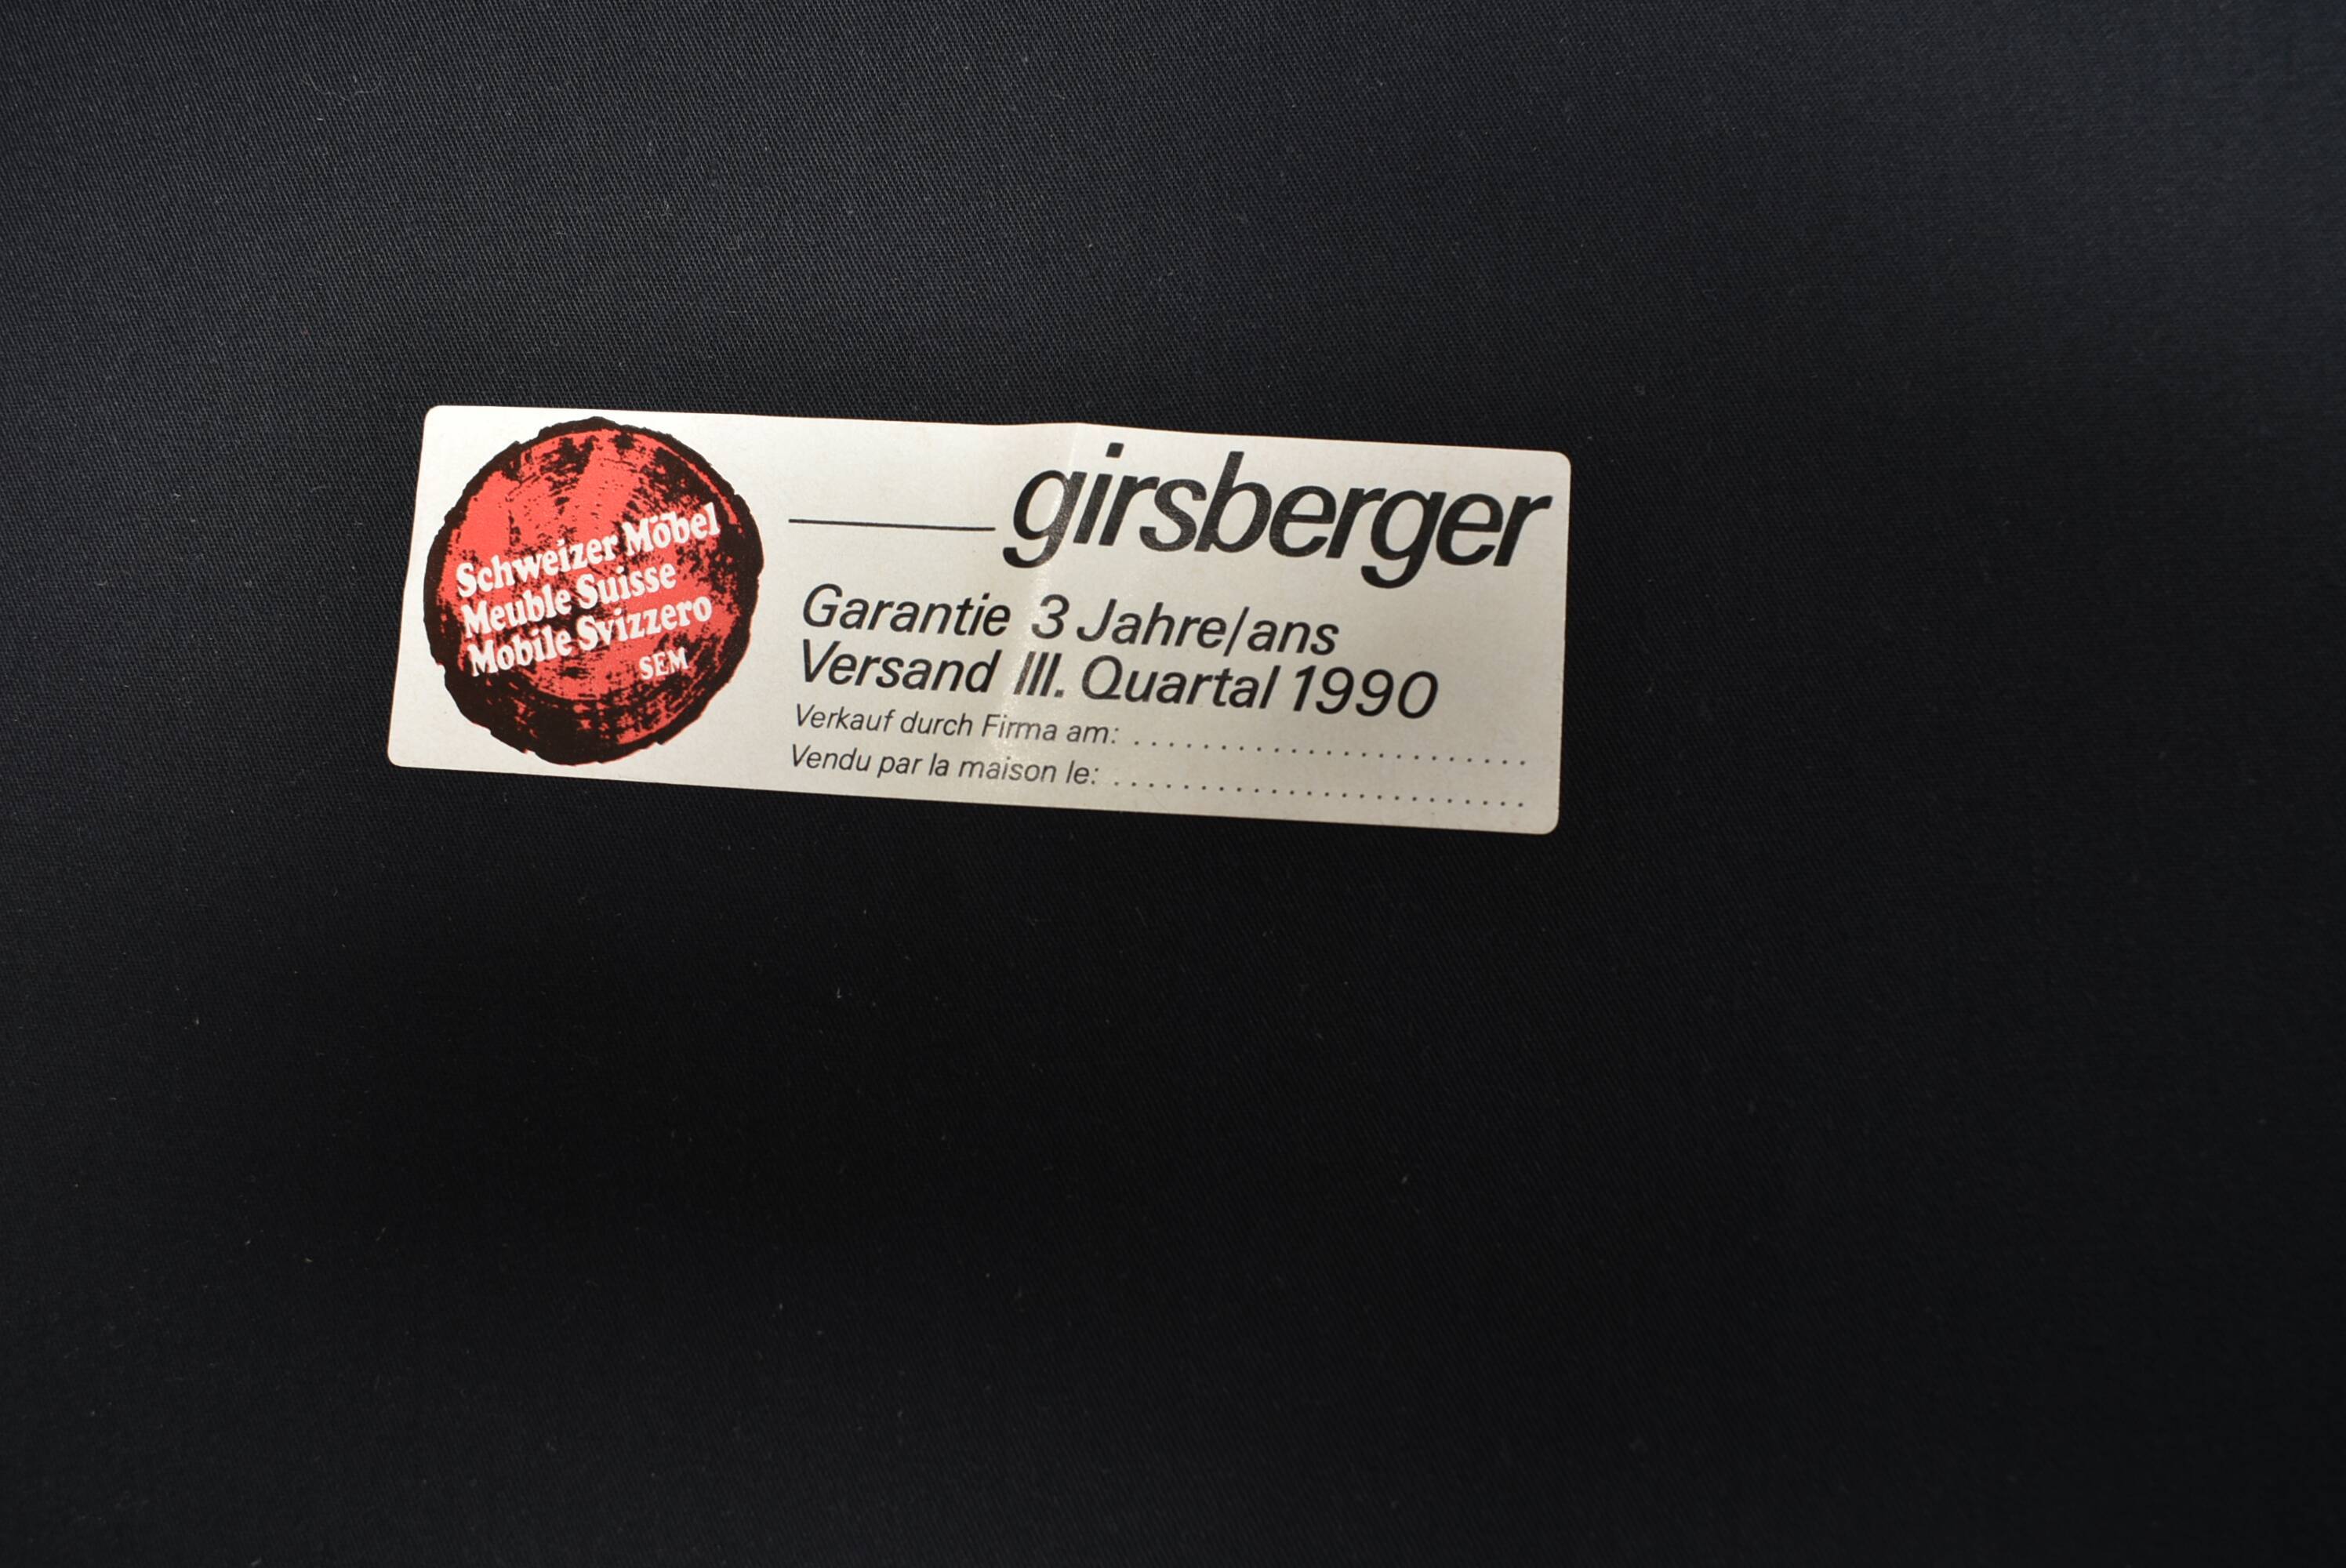 Schweizer Möbel
Meuble Suisse
Mobile Svizzero
SEM
girsberger
Garantie 3 Jahre/ans
Versand III. Quartal 1990
Verkauf durch Firma am: ........................
Vendu par la maison le: .........................